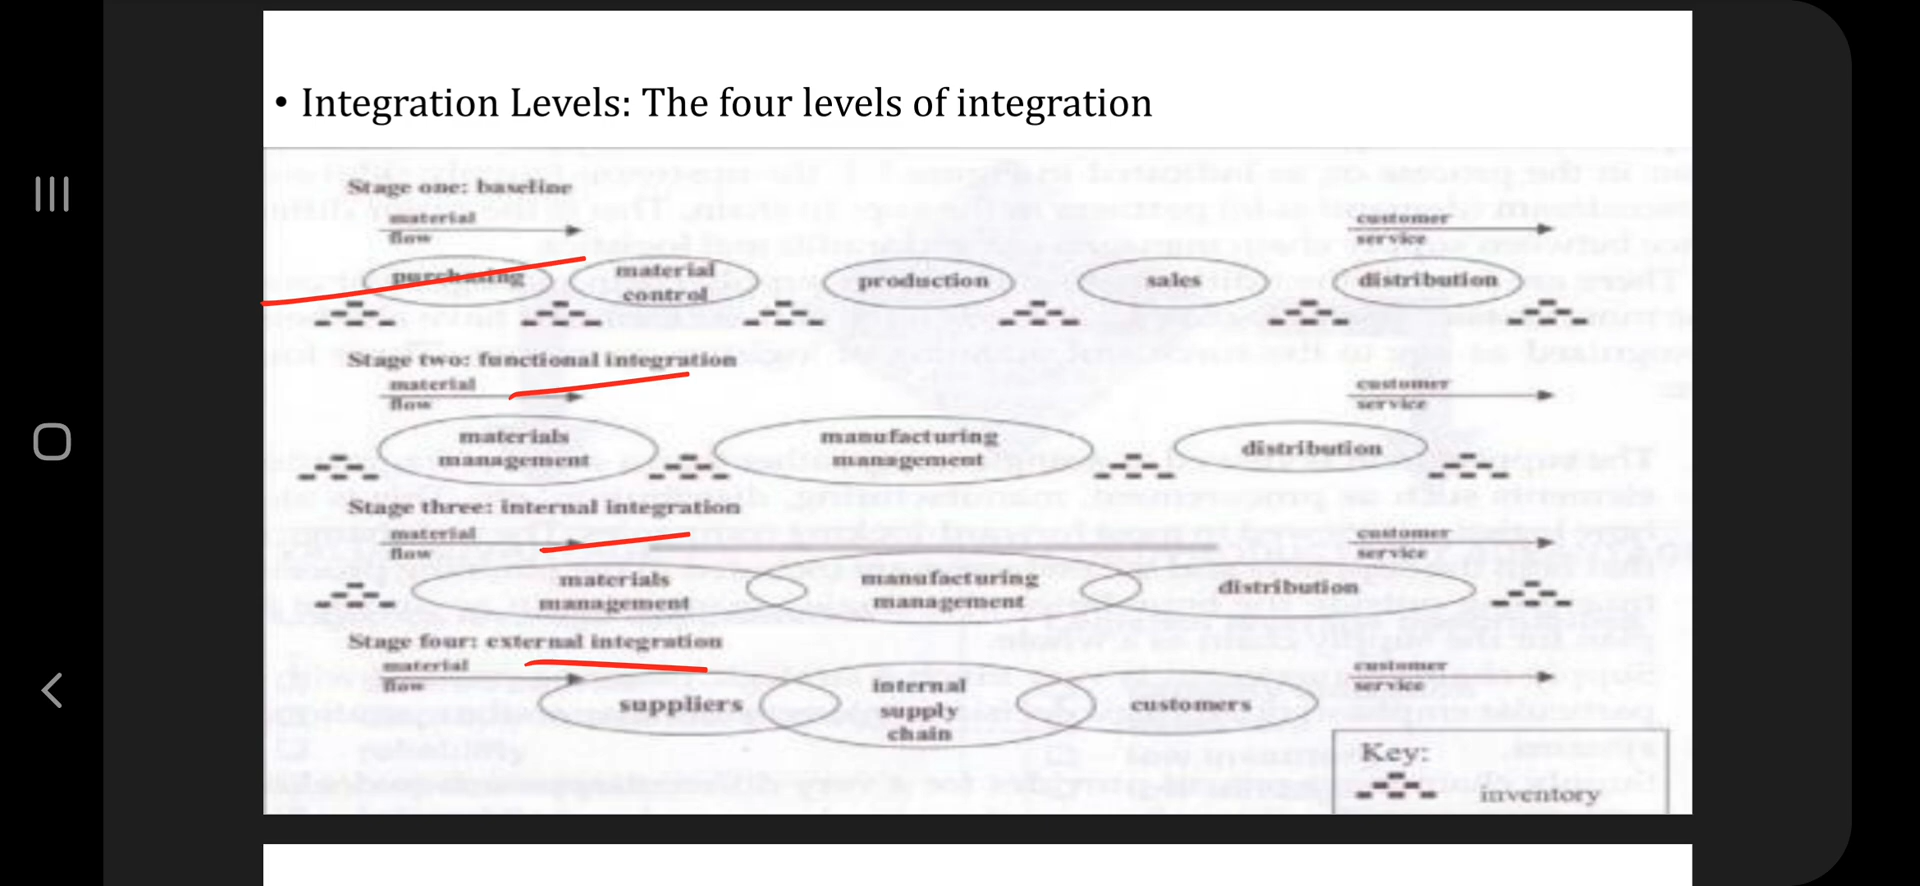 • Integration Levels: The four levels of integration
Stage one: baseline
material
flow
customer
service
purchasing
material
control
production
sales
distribution
Stage two: functional integration
material
flow
customer
service
materials
management
manufacturing
management
distribution
Stage three: internal integration
material
flow
customer
service
materials
management
manufacturing
management
distribution
Stage four: external integration
material
flow
customer
service
suppliers
internal
supply
chain
customers
Key:
inventory